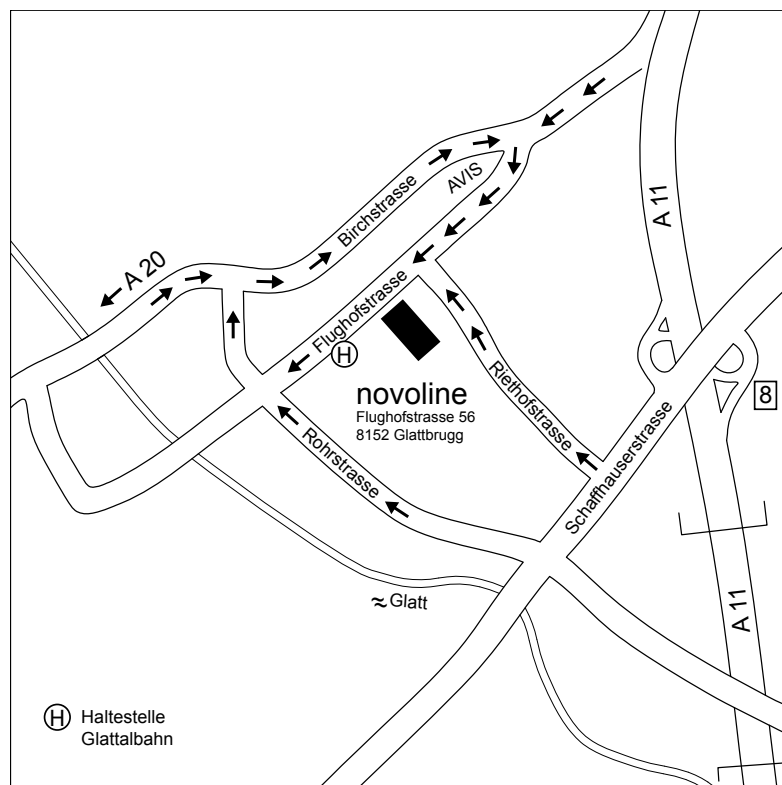 AVIS
Birchstrasse
A 11
A 20
Flughofstrasse
H
novoline
Flughofstrasse 56
8152 Glattbrugg
Riethofstrasse
8
Rohrstrasse
Schaffhauserstrasse
≈ Glatt
A 11
H Haltestelle
Glattalbahn